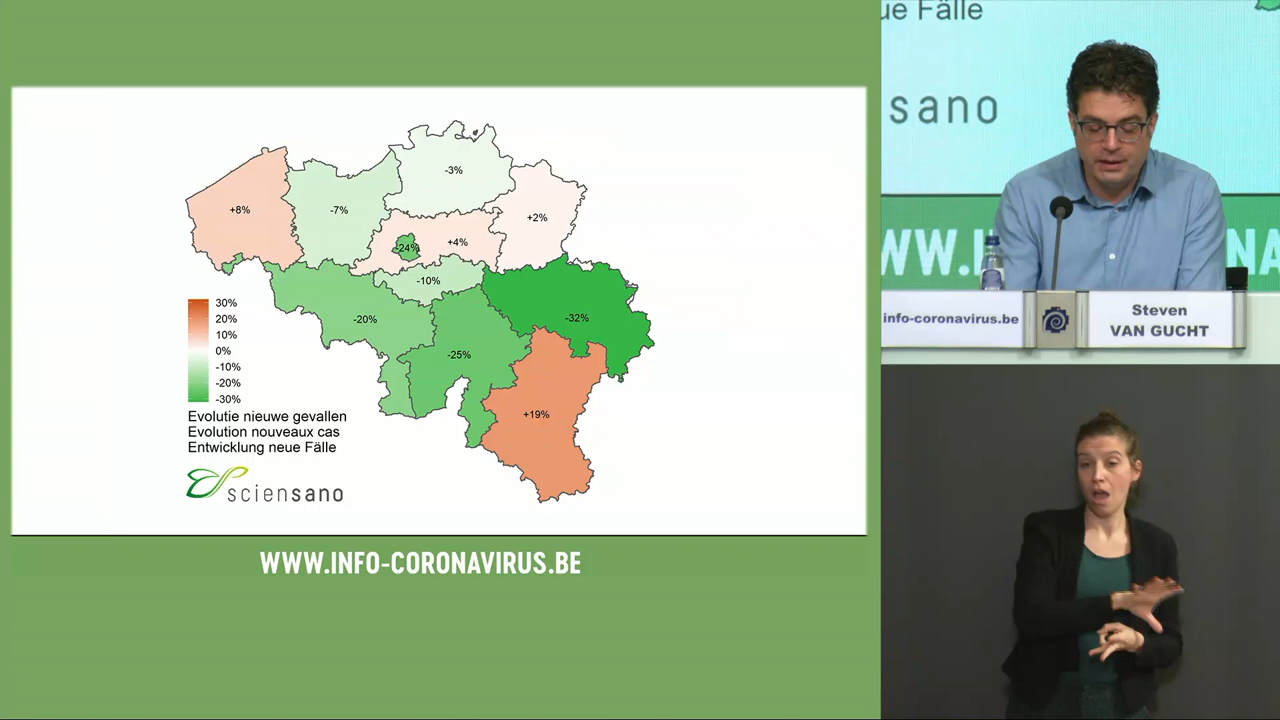 -3%
+8%
-7%
+2%
-24%
+4%
-10%
-20%
-32%
-25%
+19%
30%
20%
10%
0%
-10%
-20%
-30%
Evolutie nieuwe gevallen
Evolution nouveaux cas
Entwicklung neue Fälle
sciensano
WWW.INFO-CORONAVIRUS.BE
ue Fälle
sano
WW.I
NA
info-coronavirus.be
Steven
VAN GUCHT